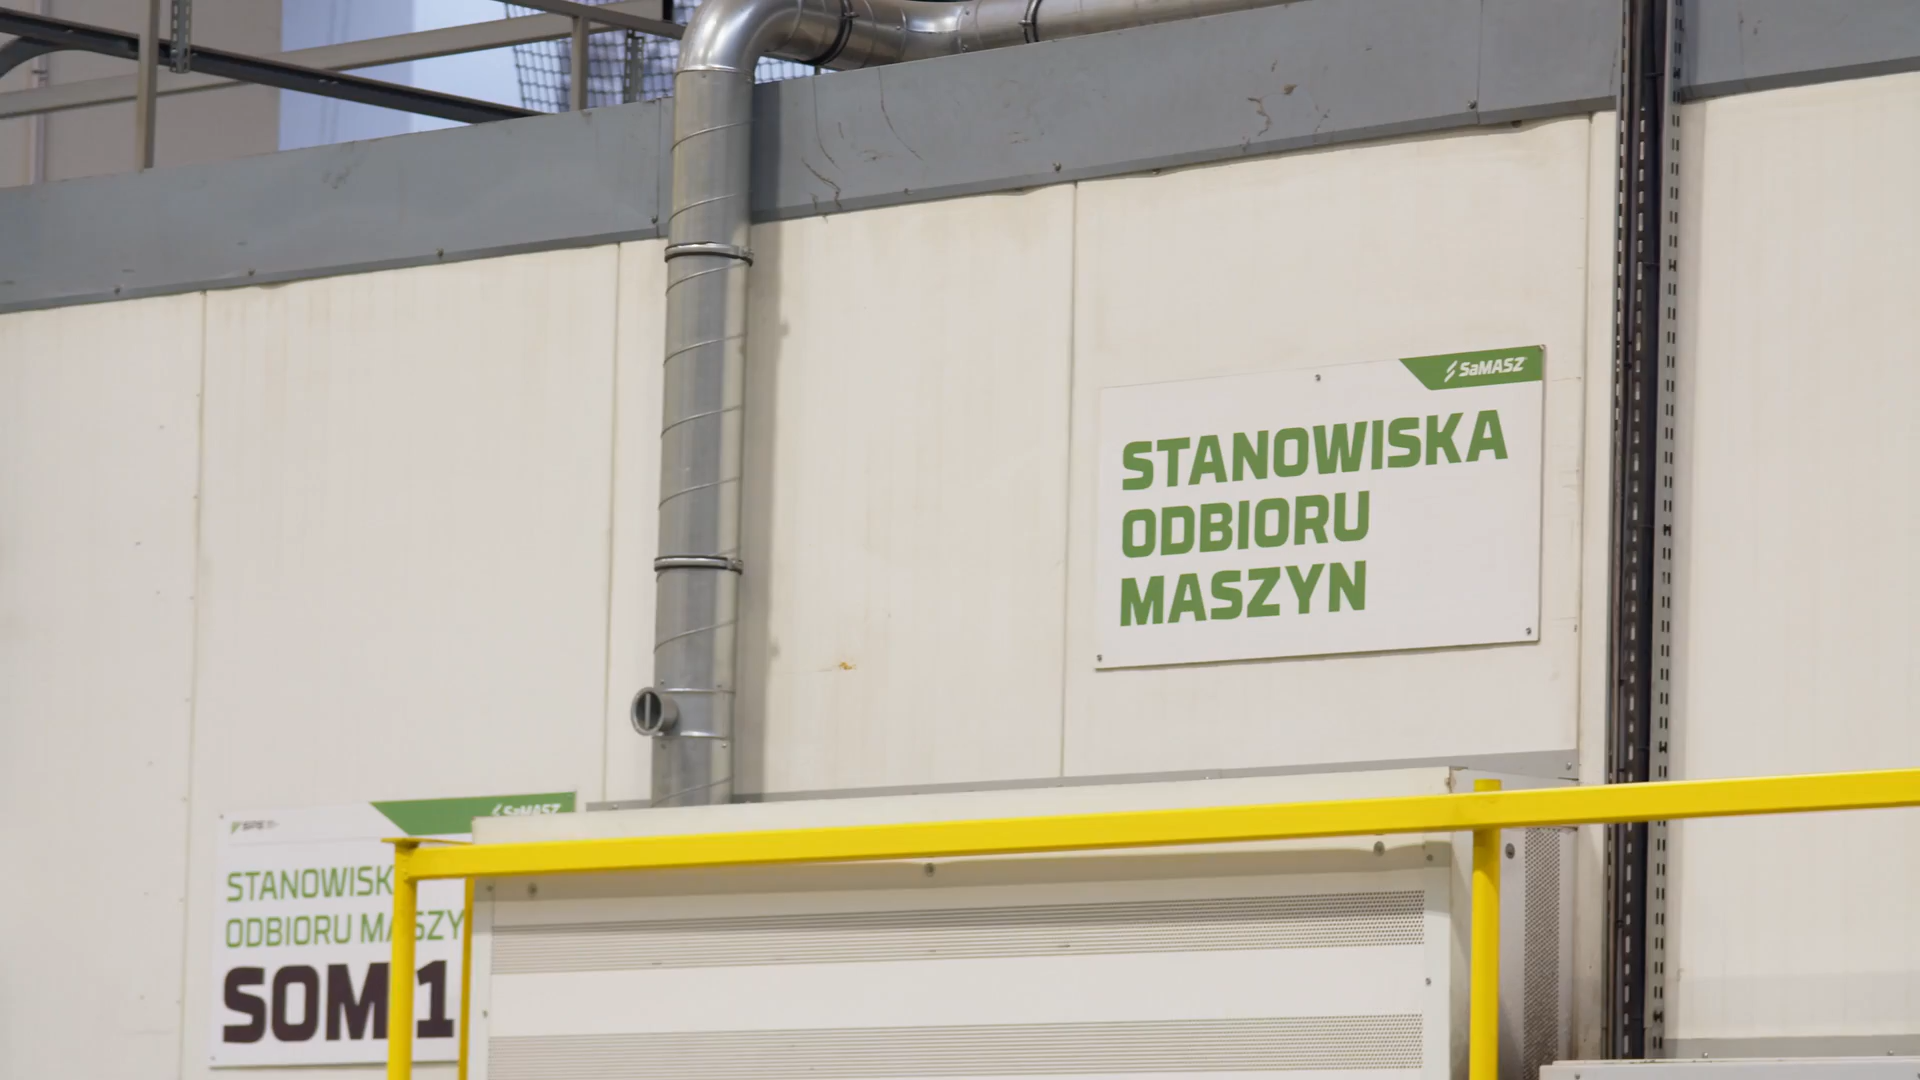 SaMASZ
STANOWISKA
ODBIORU
MASZYN
SaMASZ
STANOWISK
ODBIORU MASZY
SOM 1